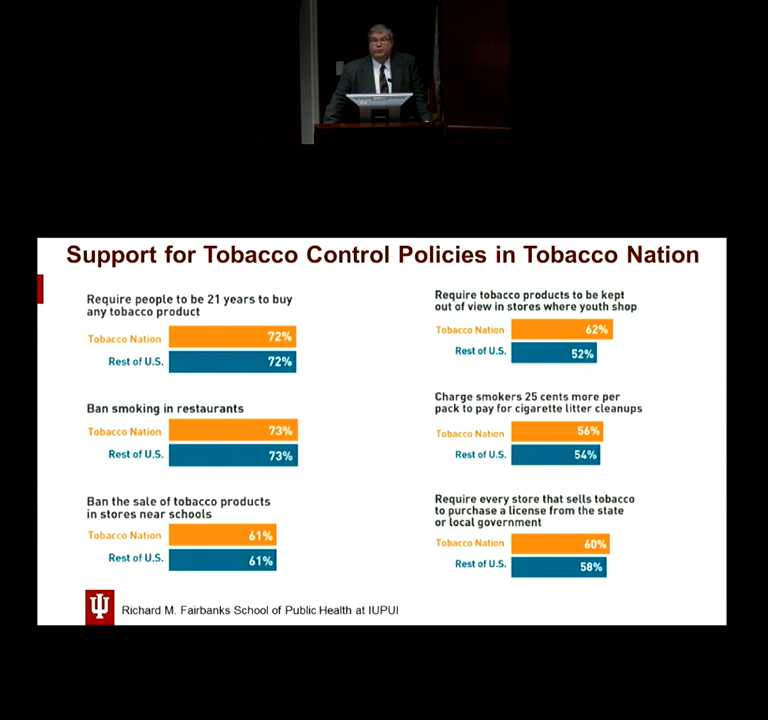 Support for Tobacco Control Policies in Tobacco Nation
Require people to be 21 years to buy
any tobacco product
Tobacco Nation 72%
Rest of U.S. 72%
Ban smoking in restaurants
Tobacco Nation 73%
Rest of U.S. 73%
Ban the sale of tobacco products
in stores near schools
Tobacco Nation 61%
Rest of U.S. 61%
Require tobacco products to be kept
out of view in stores where youth shop
Tobacco Nation 62%
Rest of U.S. 52%
Charge smokers 25 cents more per
pack to pay for cigarette litter cleanups
Tobacco Nation 56%
Rest of U.S. 54%
Require every store that sells tobacco
to purchase a license from the state
or local government
Tobacco Nation 60%
Rest of U.S. 58%
Richard M. Fairbanks School of Public Health at IUPUI